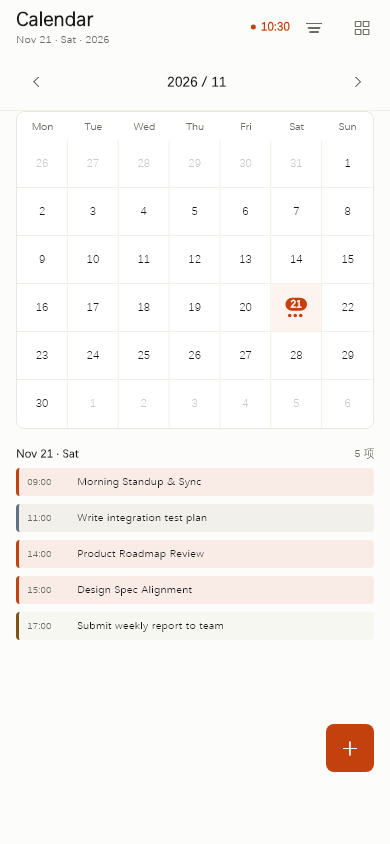 Calendar
Nov 21 · Sat · 2026
10:30
2026 / 11
Mon Tue Wed Thu Fri Sat Sun
26 27 28 29 30 31 1
2 3 4 5 6 7 8
9 10 11 12 13 14 15
16 17 18 19 20 21 22
23 24 25 26 27 28 29
30 1 2 3 4 5 6
Nov 21 · Sat 5 项
09:00 Morning Standup & Sync
11:00 Write integration test plan
14:00 Product Roadmap Review
15:00 Design Spec Alignment
17:00 Submit weekly report to team